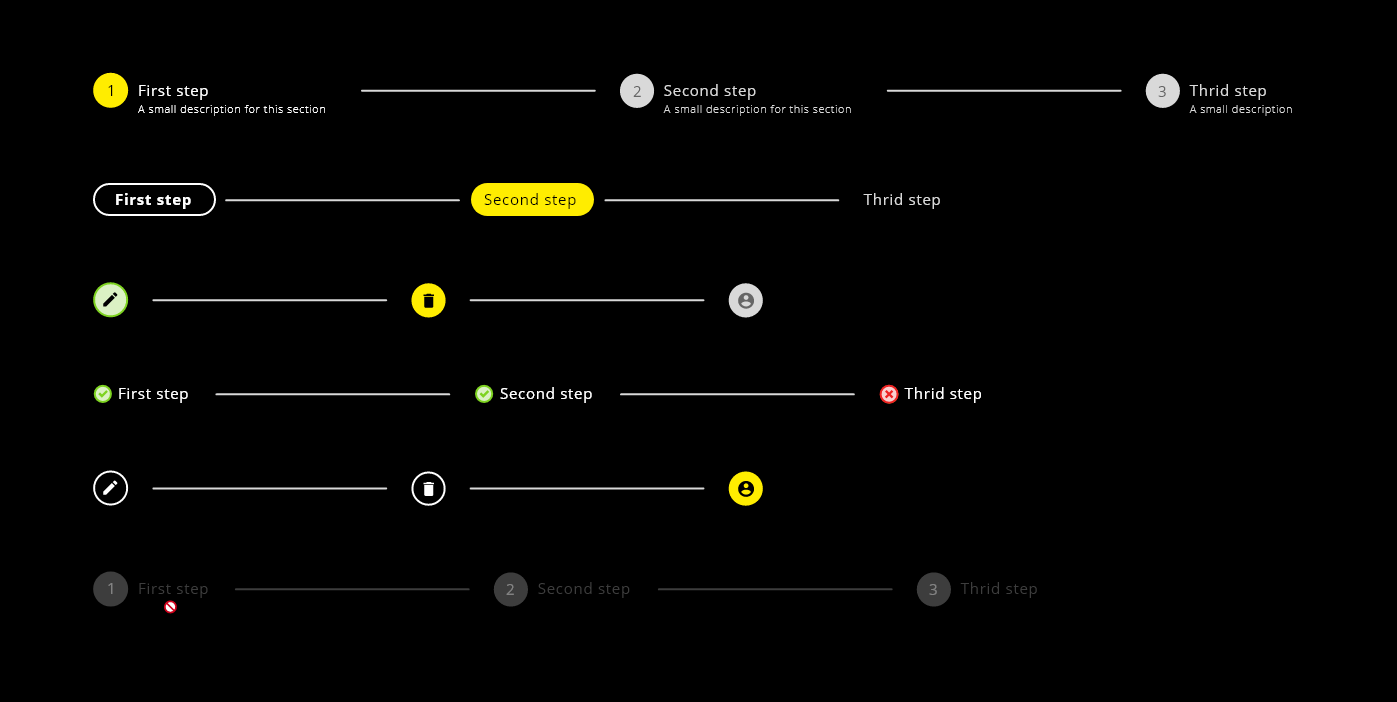 1 First step 2 Second step 3 Thrid step
A small description for this section A small description for this section A small description
First step Second step Thrid step
First step Second step Thrid step
1 First step 2 Second step 3 Thrid step